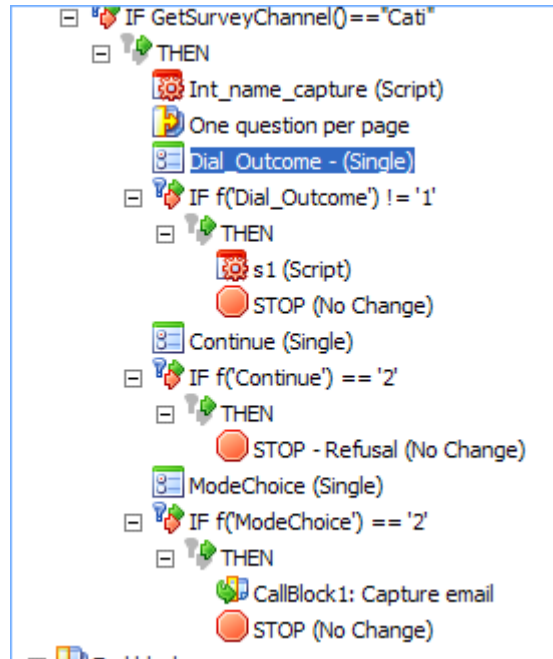 IF GetSurveyChannel()=="Cati"
THEN
Int_name_capture (Script)
One question per page
Dial_Outcome - (Single)
IF f('Dial_Outcome') != '1'
THEN
s1 (Script)
STOP (No Change)
Continue (Single)
IF f('Continue') == '2'
THEN
STOP - Refusal (No Change)
ModeChoice (Single)
IF f('ModeChoice') == '2'
THEN
CallBlock1: Capture email
STOP (No Change)